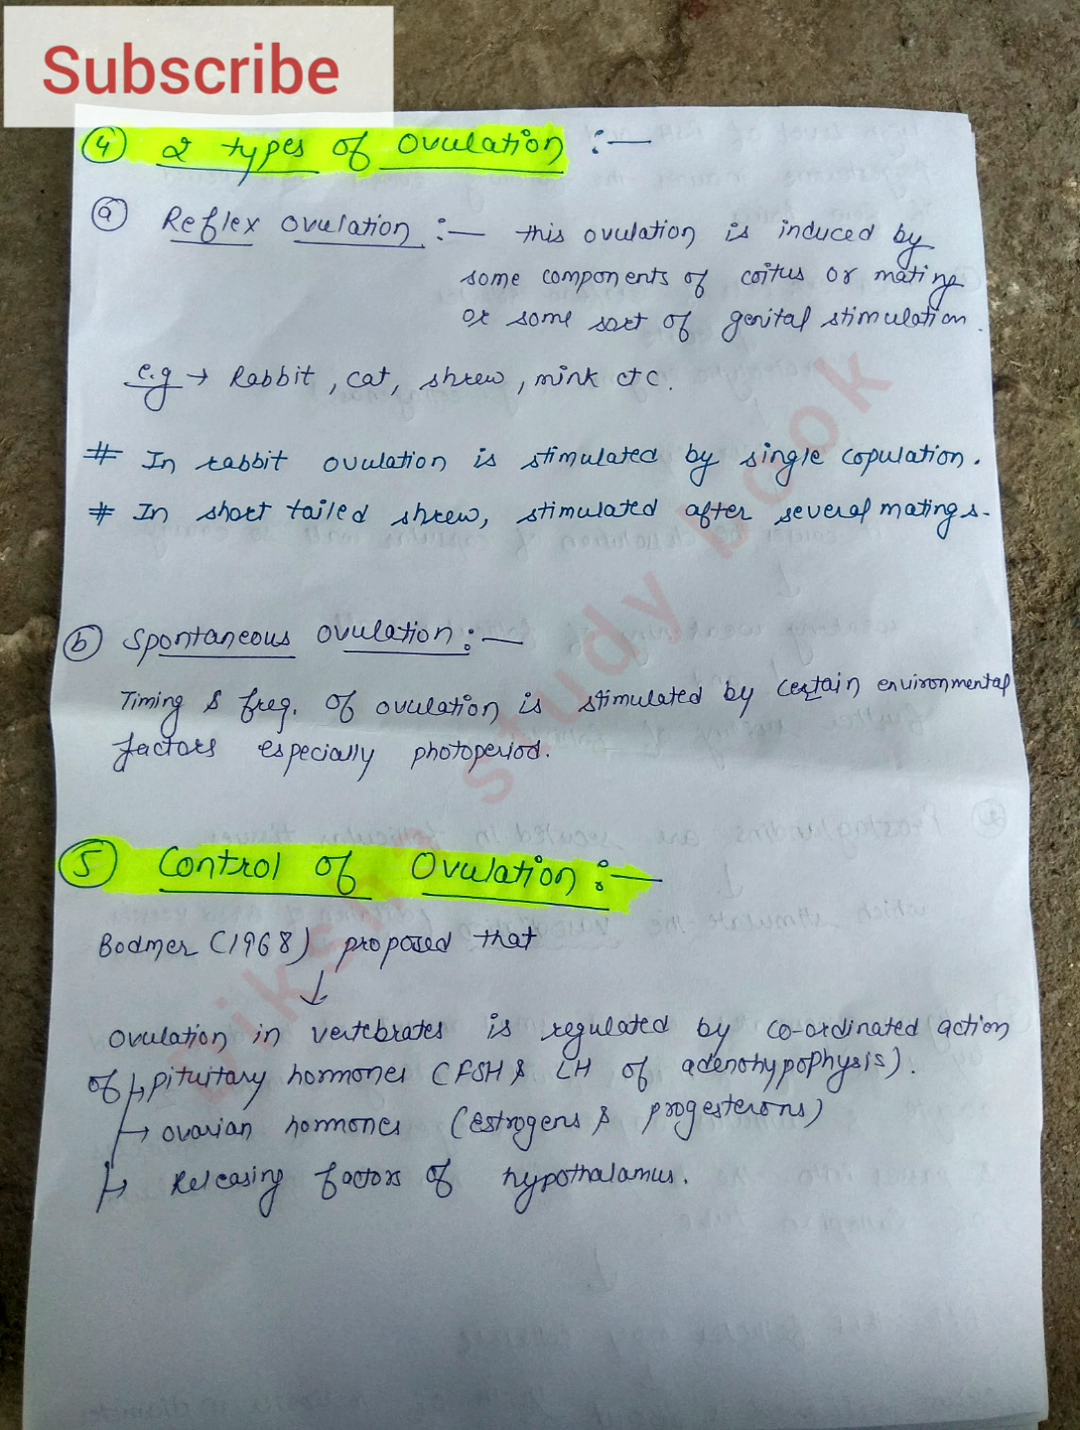 Subscribe
④ 2 types of Ovulation :—
ⓐ Reflex Ovulation :— this ovulation is induced by
some components of coitus or mating
or some sort of genital stimulation.
e.g → Rabbit, cat, shrew, mink etc.
# In rabbit ovulation is stimulated by single copulation.
# In short tailed shrew, stimulated after several matings.
ⓑ Spontaneous ovulation :—
Timing & freq. of ovulation is stimulated by certain environmental
factors especially photoperiod.
⑤ Control of Ovulation :—
Bodmer (1968) proposed that
↓
Ovulation in vertebrates is regulated by co-ordinated action
of → pituitary hormones (FSH & LH of adenohypophysis).
→ ovarian hormones (estrogens & progesterons)
→ Releasing factors of hypothalamus.
study book